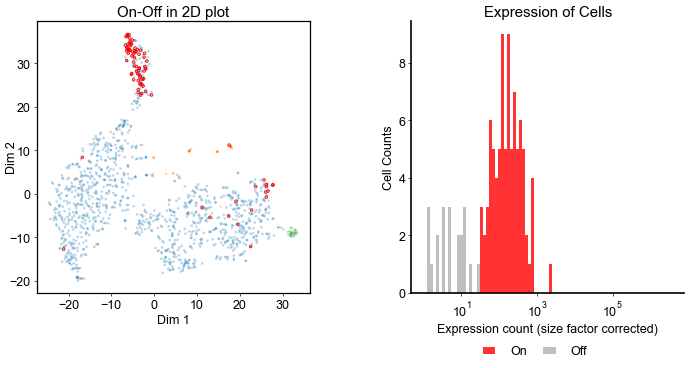 On-Off in 2D plot
Dim 2
30
20
10
0
−10
−20
−20 −10 0 10 20 30
Dim 1
Expression of Cells
Cell Counts
8
6
4
2
0
10^1 10^3 10^5
Expression count (size factor corrected)
On Off